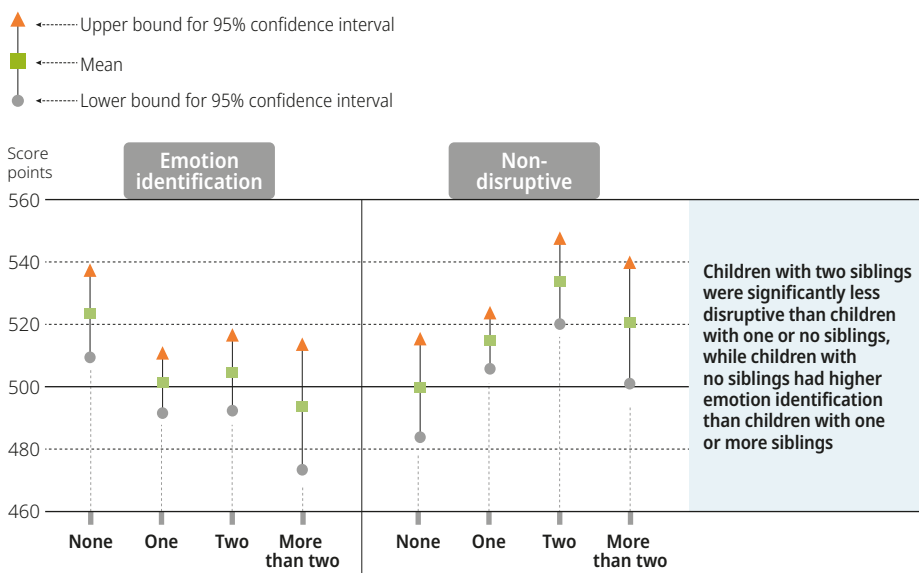 Upper bound for 95% confidence interval
Mean
Lower bound for 95% confidence interval
Score
points
Emotion
identification
Non-
disruptive
560
540
520
500
480
460
None
One
Two
More
than two
None
One
Two
More
than two
Children with two siblings
were significantly less
disruptive than children
with one or no siblings,
while children with
no siblings had higher
emotion identification
than children with one
or more siblings